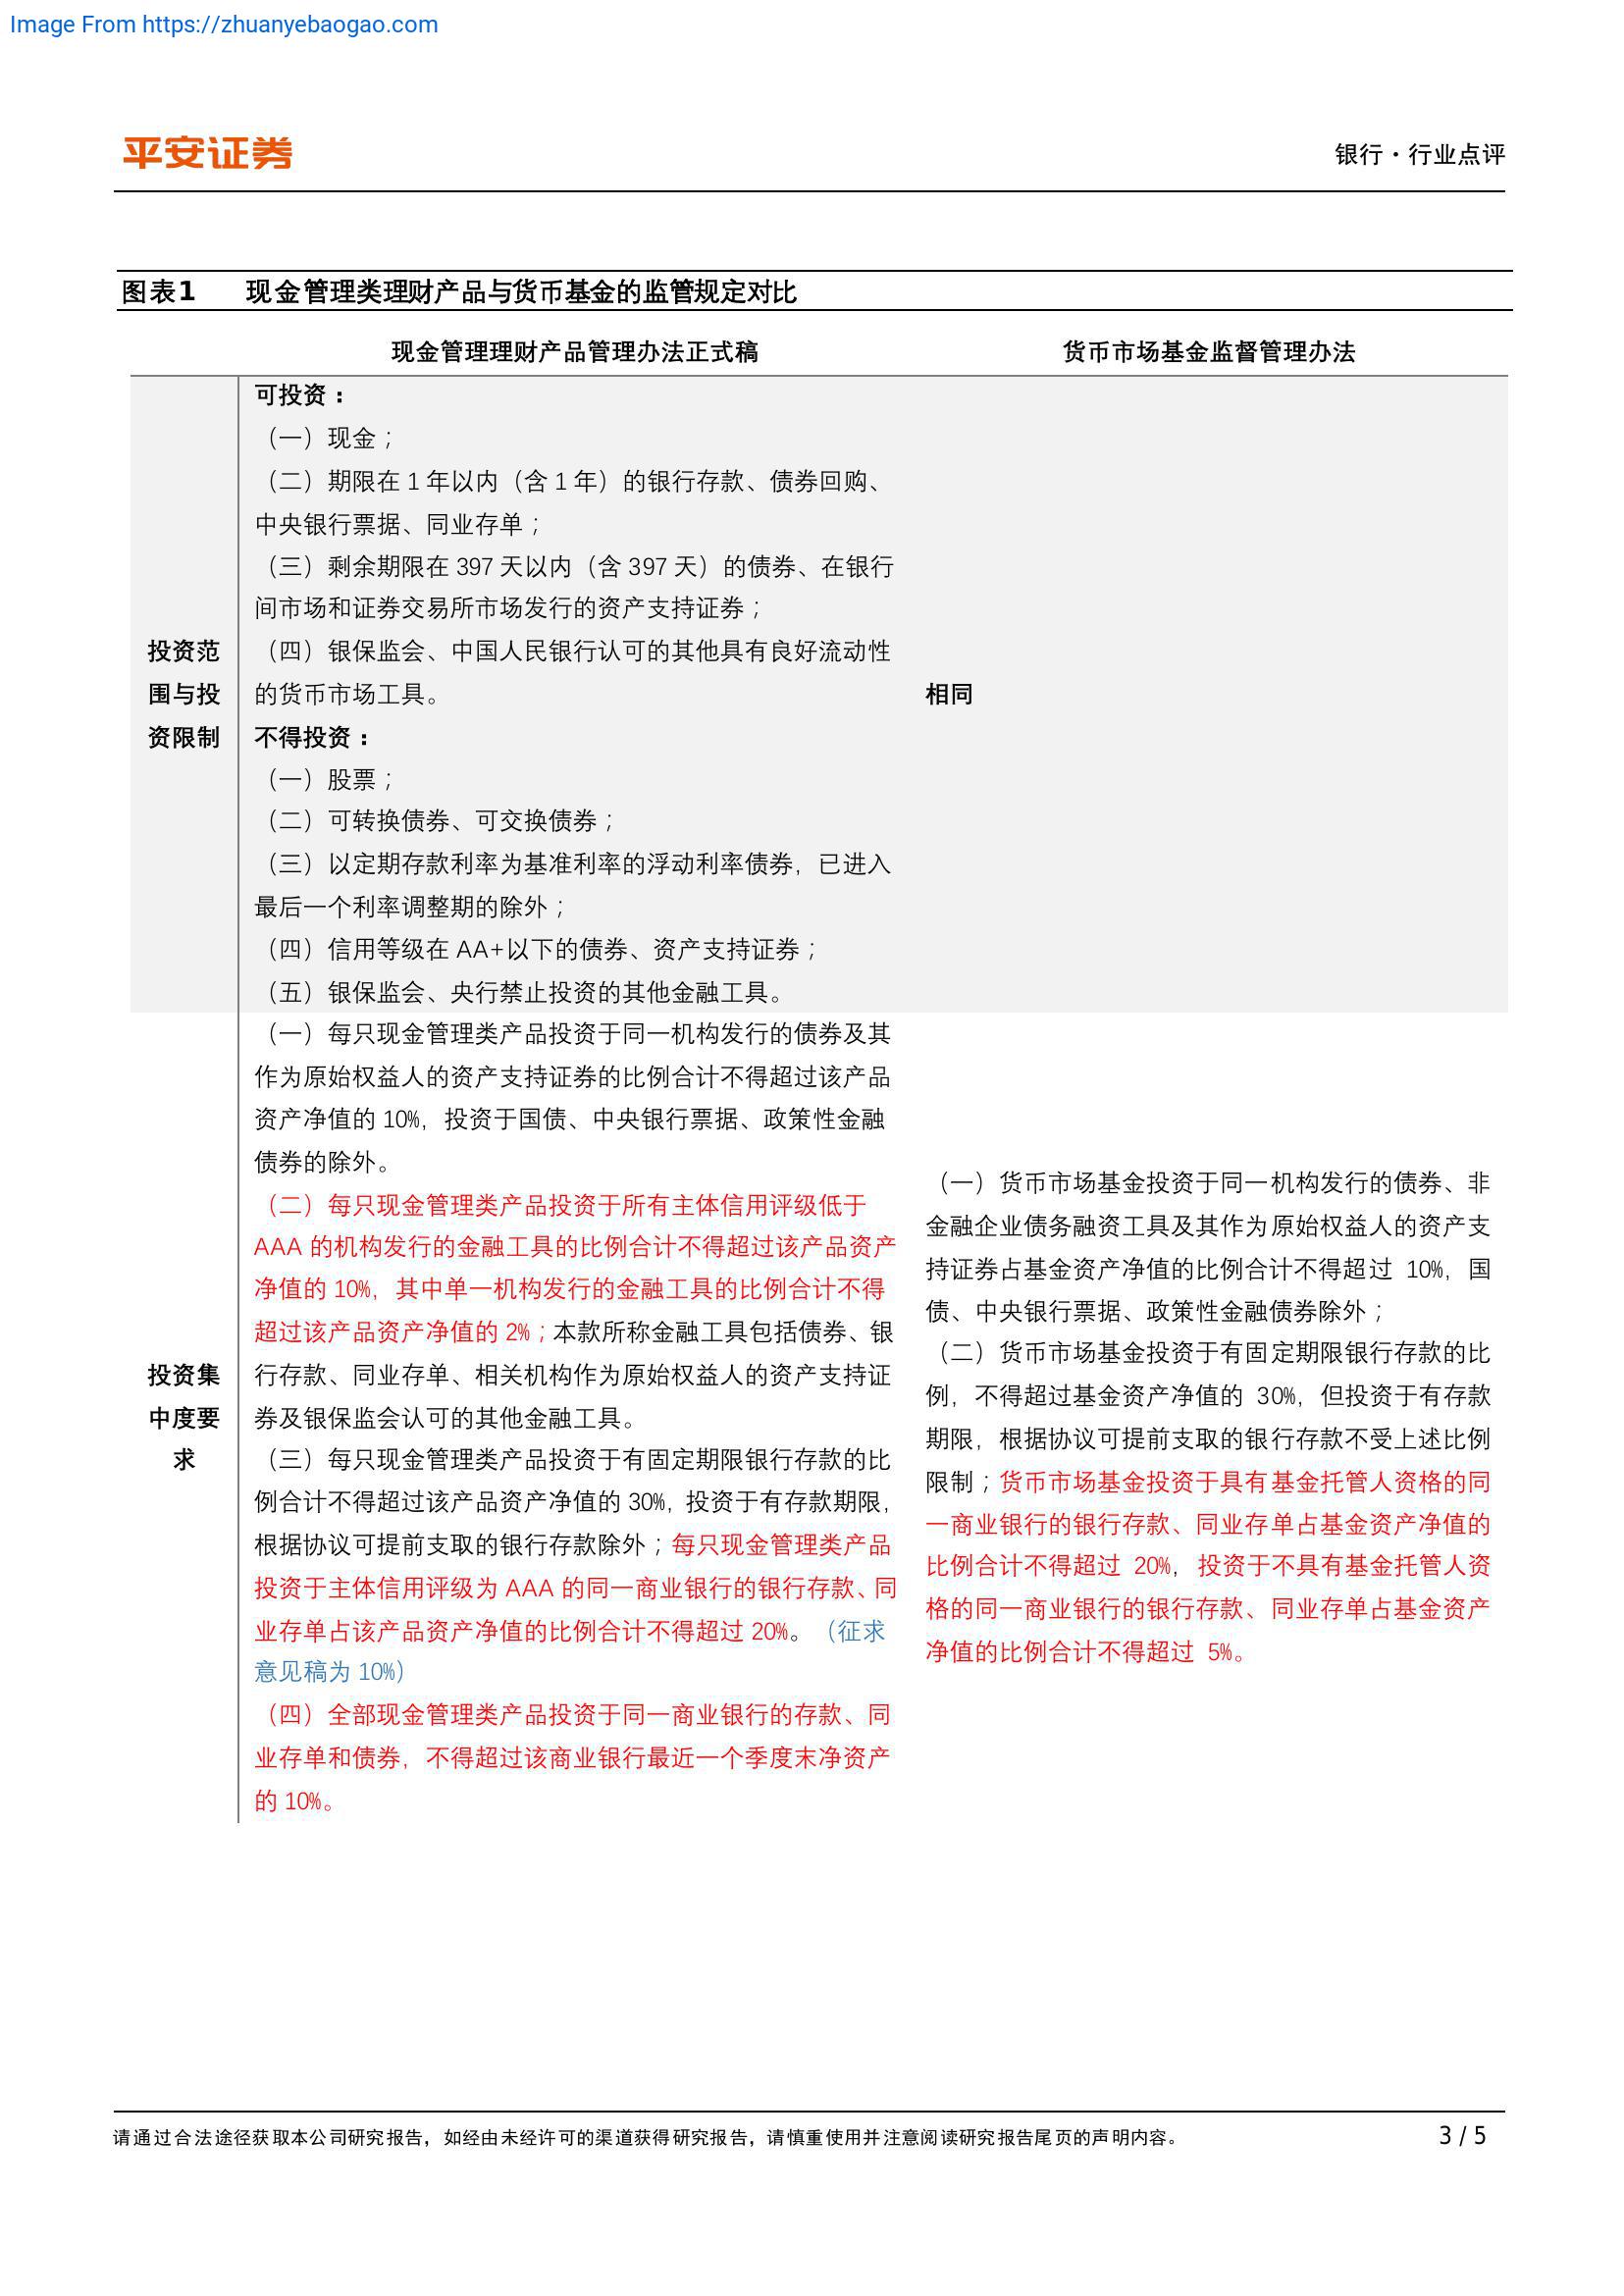 Image From https://zhuanyebaogao.com
平安证券
银行·行业点评
图表1 现金管理类理财产品与货币基金的监管规定对比
现金管理理财产品管理办法正式稿 货币市场基金监督管理办法
投资范
围与投
资限制
可投资：
（一）现金；
（二）期限在 1 年以内（含 1 年）的银行存款、债券回购、
中央银行票据、同业存单；
（三）剩余期限在 397 天以内（含 397 天）的债券、在银行
间市场和证券交易所市场发行的资产支持证券；
（四）银保监会、中国人民银行认可的其他具有良好流动性
的货币市场工具。
不得投资：
（一）股票；
（二）可转换债券、可交换债券；
（三）以定期存款利率为基准利率的浮动利率债券，已进入
最后一个利率调整期的除外；
（四）信用等级在 AA+以下的债券、资产支持证券；
（五）银保监会、央行禁止投资的其他金融工具。
相同
投资集
中度要
求
（一）每只现金管理类产品投资于同一机构发行的债券及其
作为原始权益人的资产支持证券的比例合计不得超过该产品
资产净值的 10%，投资于国债、中央银行票据、政策性金融
债券的除外。
（二）每只现金管理类产品投资于所有主体信用评级低于
AAA 的机构发行的金融工具的比例合计不得超过该产品资产
净值的 10%，其中单一机构发行的金融工具的比例合计不得
超过该产品资产净值的 2%；本款所称金融工具包括债券、银
行存款、同业存单、相关机构作为原始权益人的资产支持证
券及银保监会认可的其他金融工具。
（三）每只现金管理类产品投资于有固定期限银行存款的比
例合计不得超过该产品资产净值的 30%，投资于有存款期限，
根据协议可提前支取的银行存款除外；每只现金管理类产品
投资于主体信用评级为 AAA 的同一商业银行的银行存款、同
业存单占该产品资产净值的比例合计不得超过 20%。（征求
意见稿为 10%）
（四）全部现金管理类产品投资于同一商业银行的存款、同
业存单和债券，不得超过该商业银行最近一个季度末净资产
的 10%。
（一）货币市场基金投资于同一机构发行的债券、非
金融企业债务融资工具及其作为原始权益人的资产支
持证券占基金资产净值的比例合计不得超过 10%，国
债、中央银行票据、政策性金融债券除外；
（二）货币市场基金投资于有固定期限银行存款的比
例，不得超过基金资产净值的 30%，但投资于有存款
期限，根据协议可提前支取的银行存款不受上述比例
限制；货币市场基金投资于具有基金托管人资格的同
一商业银行的银行存款、同业存单占基金资产净值的
比例合计不得超过 20%，投资于不具有基金托管人资
格的同一商业银行的银行存款、同业存单占基金资产
净值的比例合计不得超过 5%。
请通过合法途径获取本公司研究报告，如经由未经许可的渠道获得研究报告，请慎重使用并注意阅读研究报告尾页的声明内容。
3 / 5